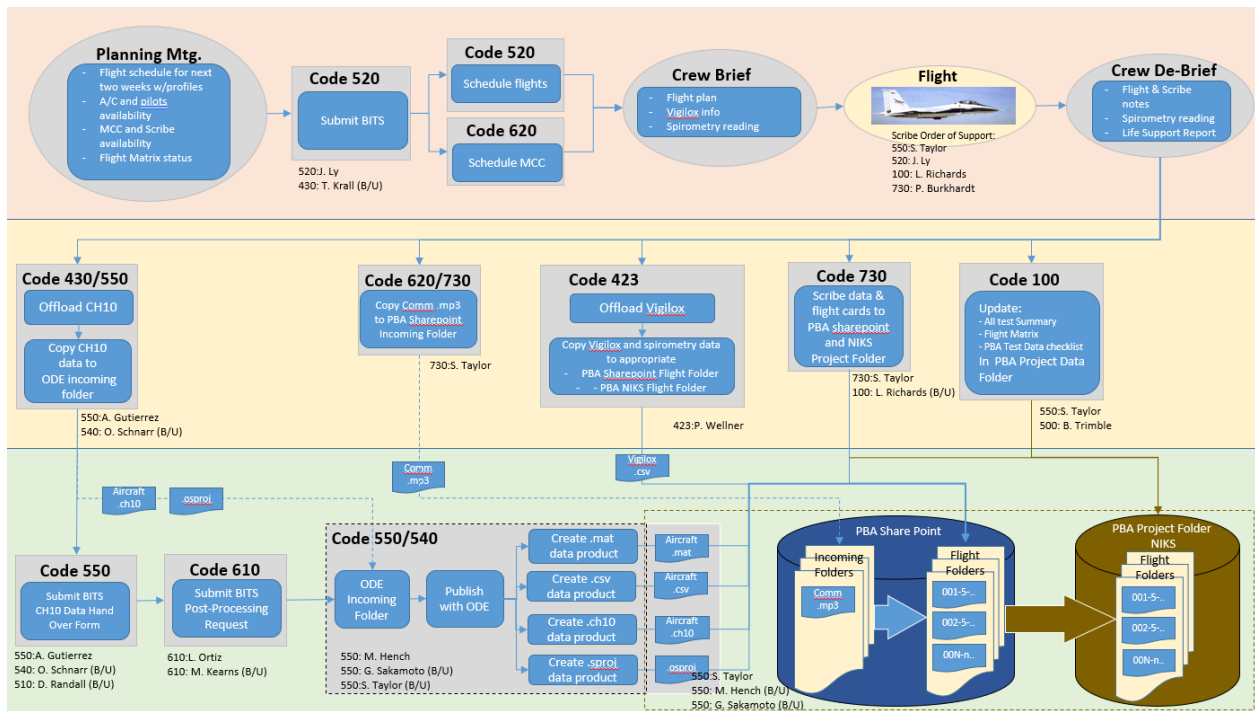 Planning Mtg.
- Flight schedule for next
two weeks w/profiles
- A/C and pilots
availability
- MCC and Scribe
availability
- Flight Matrix status
Code 520
Submit BITS
520:J. Ly
430: T. Krall (B/U)
Code 520
Schedule flights
Code 620
Schedule MCC
Crew Brief
- Flight plan
- Vigilox info
- Spirometry reading
Flight
Scribe Order of Support:
550:S. Taylor
520: J. Ly
100: L. Richards
730: P. Burkhardt
Crew De-Brief
- Flight & Scribe
notes
- Spirometry reading
- Life Support Report
Code 430/550
Offload CH10
Copy CH10
data to
ODE incoming
folder
550:A. Gutierrez
540: O. Schnarr (B/U)
Code 620/730
Copy Comm .mp3
to PBA Sharepoint
Incoming Folder
730:S. Taylor
Code 423
Offload Vigilox
Copy Vigilox and spirometry data
to appropriate
- PBA Sharepoint Flight Folder
- - PBA NIKS Flight Folder
423:P. Wellner
Code 730
Scribe data &
flight cards to
PBA sharepoint
and NIKS
Project Folder
730:S. Taylor
100: L. Richards (B/U)
Code 100
Update:
- All test Summary
- Flight Matrix
- PBA Test Data checklist
In PBA Project Data
Folder
550:S. Taylor
500: B. Trimble
Aircraft
.ch10
.osproj
Comm
.mp3
Vigilox
.csv
Code 550
Submit BITS
CH10 Data Hand
Over Form
550:A. Gutierrez
540: O. Schnarr (B/U)
510: D. Randall (B/U)
Code 610
Submit BITS
Post-Processing
Request
610:L. Ortiz
610: M. Kearns (B/U)
Code 550/540
ODE
Incoming
Folder
Publish
with ODE
550: M. Hench
550: G. Sakamoto (B/U)
550:S. Taylor (B/U)
Create .mat
data product
Create .csv
data product
Create .ch10
data product
Create .sproj
data product
Aircraft
.mat
Aircraft
.csv
Aircraft
.ch10
.osproj
550:S. Taylor
550: M. Hench (B/U)
550: G. Sakamoto (B/U)
PBA Share Point
Incoming
Folders
Comm
.mp3
Flight
Folders
001-5-..
002-5-..
00N-n..
PBA Project Folder
NIKS
Flight
Folders
001-5-..
002-5-..
00N-n..